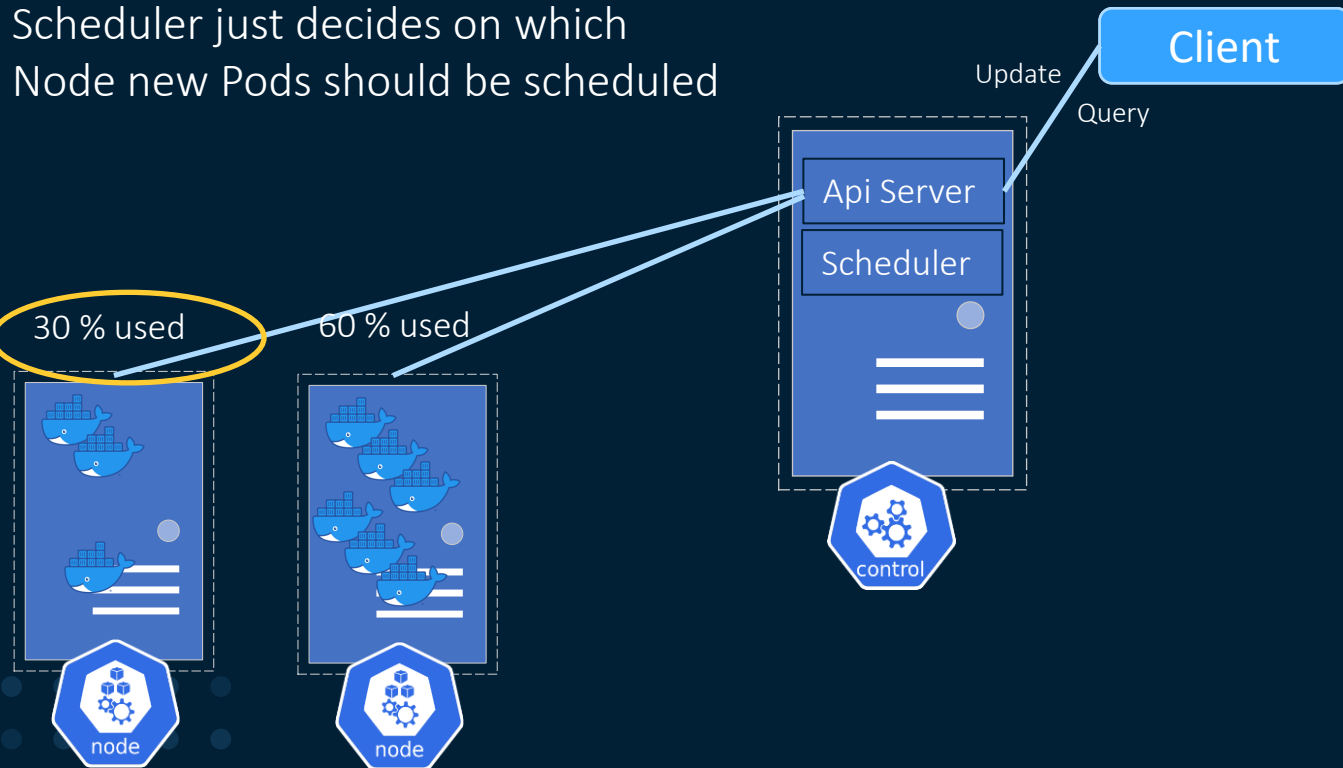 Scheduler just decides on which
Node new Pods should be scheduled
Client
Update
Query
Api Server
Scheduler
30 % used
60 % used
control
node
node